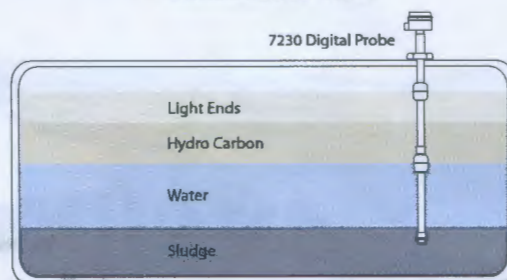 7230 Digital Probe
Light Ends
Hydro Carbon
Water
Sludge